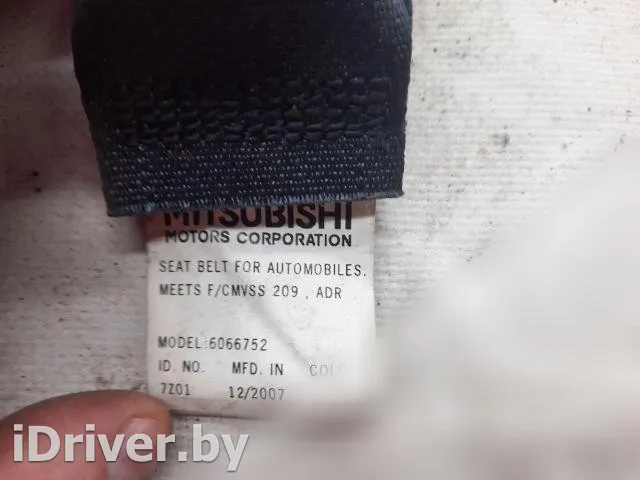 MITSUBISHI
MOTORS CORPORATION
SEAT BELT FOR AUTOMOBILES.
MEETS F/CMVSS 209 , ADR
MODEL:6066752
ID. NO. MFD. IN
7Z01 12/2007
iDriver.by